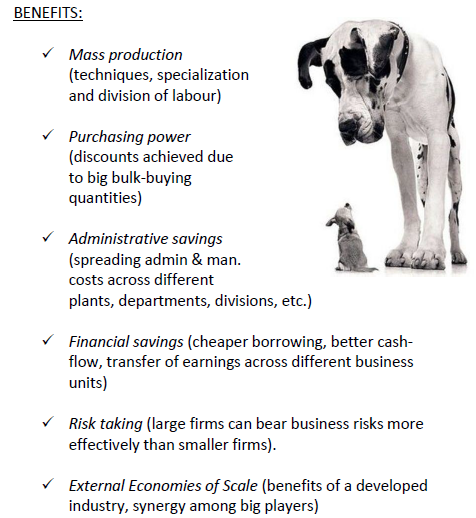 BENEFITS:
✓ Mass production
(techniques, specialization
and division of labour)
✓ Purchasing power
(discounts achieved due
to big bulk-buying
quantities)
✓ Administrative savings
(spreading admin & man.
costs across different
plants, departments, divisions, etc.)
✓ Financial savings (cheaper borrowing, better cash-
flow, transfer of earnings across different business
units)
✓ Risk taking (large firms can bear business risks more
effectively than smaller firms).
✓ External Economies of Scale (benefits of a developed
industry, synergy among big players)